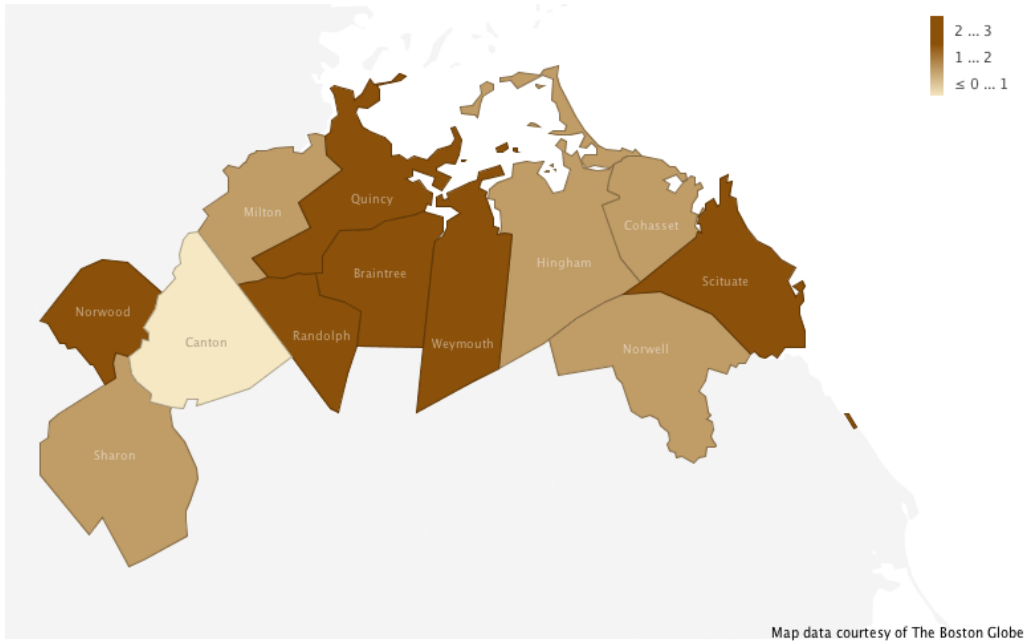 2 ... 3
1 ... 2
≤ 0 ... 1
Quincy
Milton
Cohasset
Hingham
Braintree
Scituate
Norwood
Randolph
Canton
Weymouth
Norwell
Sharon
Map data courtesy of The Boston Globe